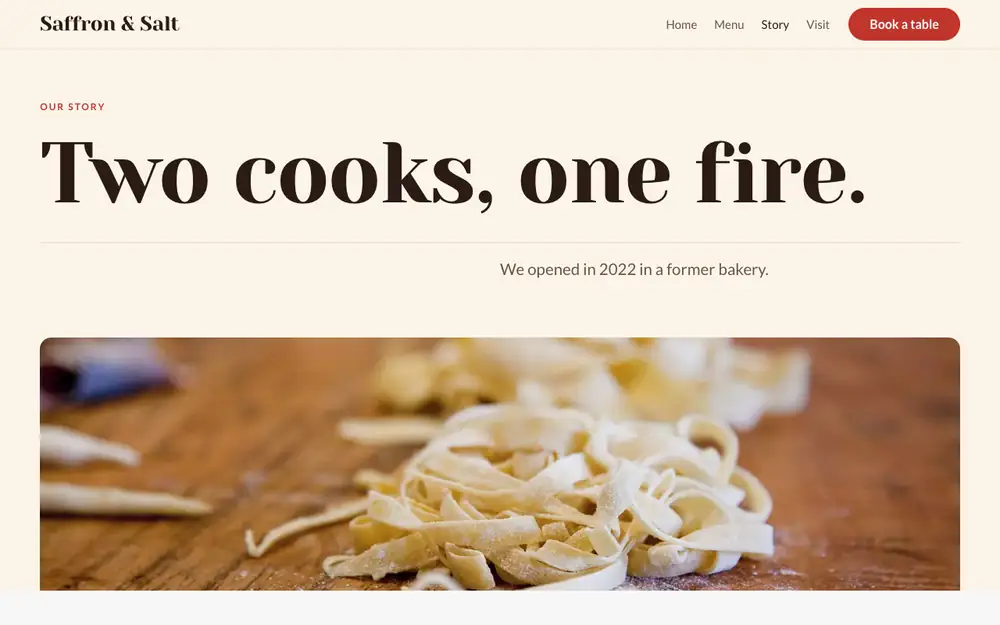 Saffron & Salt
Home Menu Story Visit Book a table
OUR STORY
Two cooks, one fire.
We opened in 2022 in a former bakery.